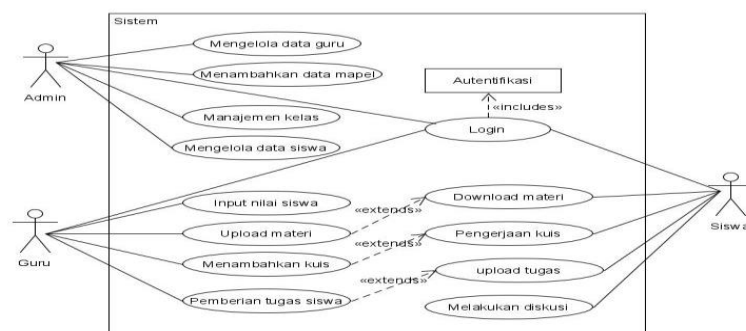 Sistem
Mengelola data guru
Menambahkan data mapel
Autentifikasi
Admin
«includes»
Manajemen kelas
Login
Mengelola data siswa
Input nilai siswa
Download materi
«extends»
Upload materi
Pengerjaan kuis
Siswa
«extends»
Guru
Menambahkan kuis
upload tugas
«extends»
Pemberian tugas siswa
Melakukan diskusi